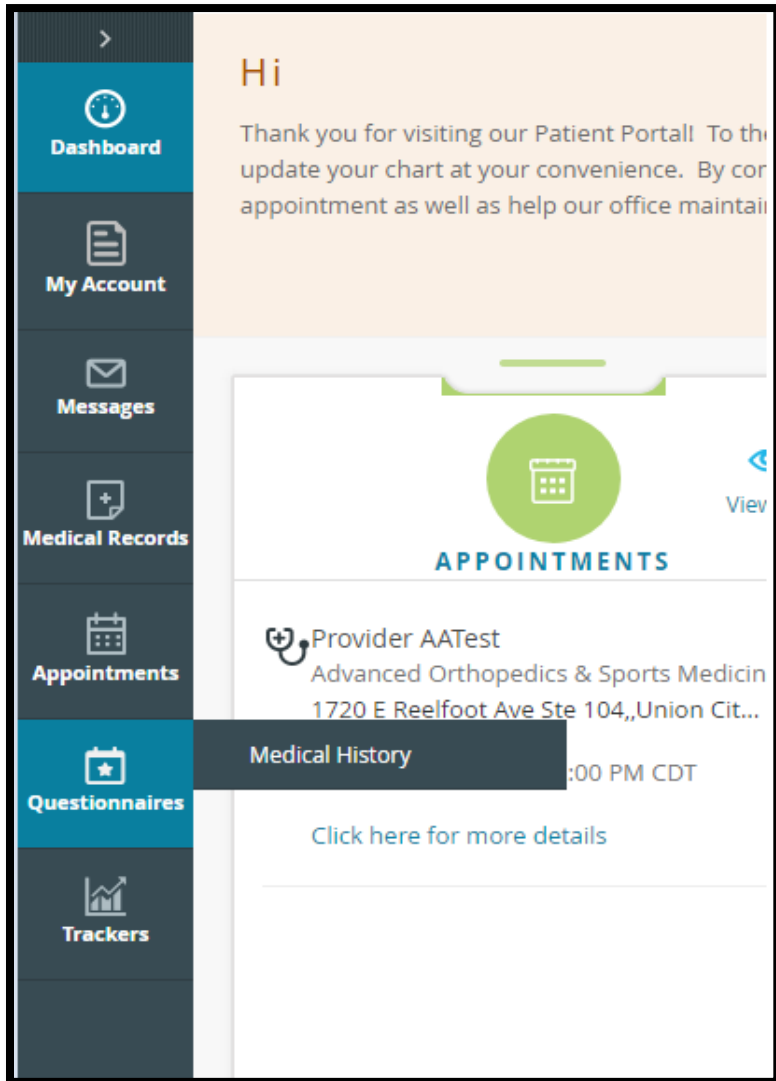 Hi
Thank you for visiting our Patient Portal! To the
update your chart at your convenience. By cor
appointment as well as help our office maintai
Dashboard
My Account
Messages
Medical Records
Appointments
Questionnaires
Trackers
View
APPOINTMENTS
Provider AATest
Advanced Orthopedics & Sports Medicin
1720 E Reelfoot Ave Ste 104,,Union Cit...
Medical History
:00 PM CDT
Click here for more details